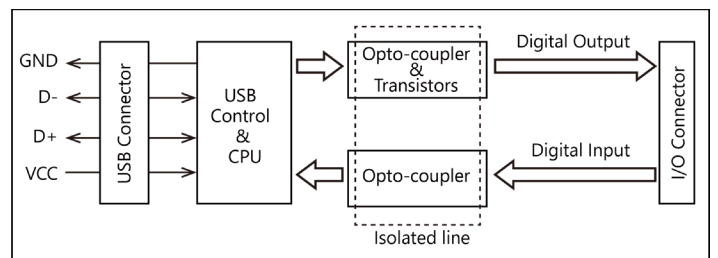 GND
D-
D+
VCC
USB Connector
USB
Control
&
CPU
Opto-coupler
&
Transistors
Opto-coupler
Isolated line
Digital Output
Digital Input
I/O Connector